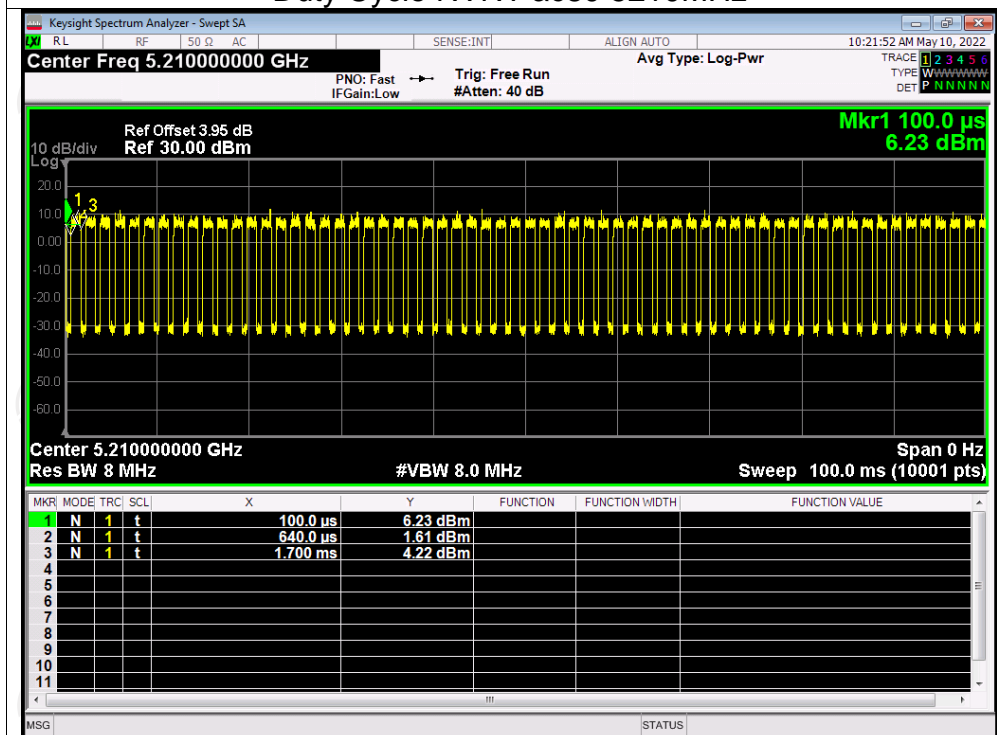 Keysight Spectrum Analyzer - Swept SA
LXI RL RF 50 Ω AC SENSE:INT ALIGN AUTO 10:21:52 AM May 10, 2022
Center Freq 5.210000000 GHz
PNO: Fast
IFGain:Low
Trig: Free Run
#Atten: 40 dB
Avg Type: Log-Pwr
TRACE 1 2 3 4 5 6
TYPE WWWWWW
DET P N N N N N
Ref Offset 3.95 dB
10 dB/div Ref 30.00 dBm
Log
Mkr1 100.0 µs
6.23 dBm
20.0
10.0
0.00
-10.0
-20.0
-30.0
-40.0
-50.0
-60.0
1 3
Center 5.210000000 GHz Span 0 Hz
Res BW 8 MHz #VBW 8.0 MHz Sweep 100.0 ms (10001 pts)
MKR MODE TRC SCL X Y FUNCTION FUNCTION WIDTH FUNCTION VALUE
1 N 1 t 100.0 µs 6.23 dBm
2 N 1 t 640.0 µs 1.61 dBm
3 N 1 t 1.700 ms 4.22 dBm
4
5
6
7
8
9
10
11
MSG STATUS